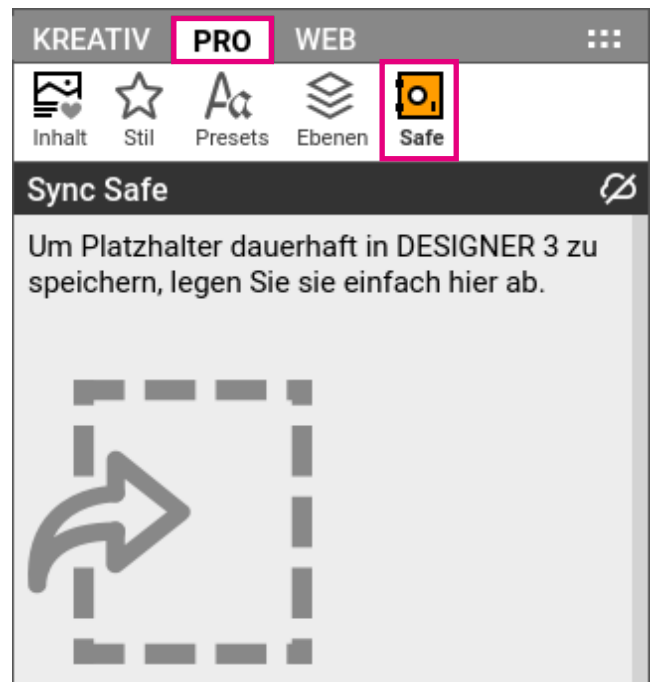 KREATIV PRO WEB
Inhalt Stil Presets Ebenen Safe
Sync Safe
Um Platzhalter dauerhaft in DESIGNER 3 zu
speichern, legen Sie sie einfach hier ab.